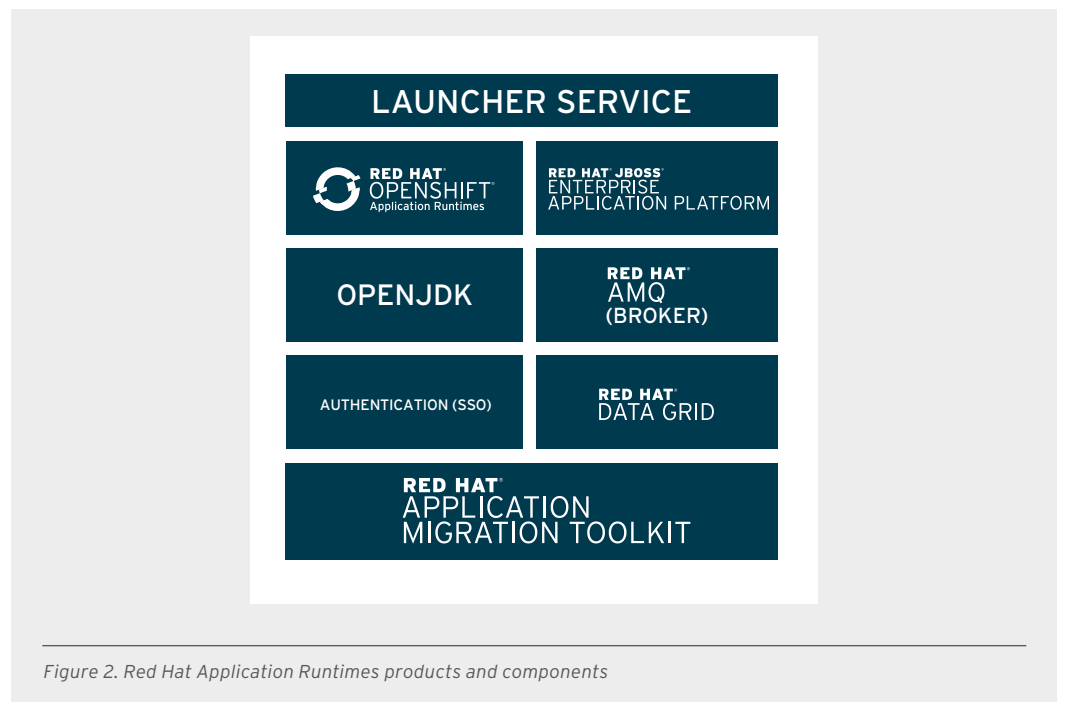 LAUNCHER SERVICE
RED HAT®
OPENSHIFT®
Application Runtimes
RED HAT® JBOSS®
ENTERPRISE
APPLICATION PLATFORM
OPENJDK
RED HAT®
AMQ
(BROKER)
AUTHENTICATION (SSO)
RED HAT®
DATA GRID
RED HAT®
APPLICATION
MIGRATION TOOLKIT
Figure 2. Red Hat Application Runtimes products and components